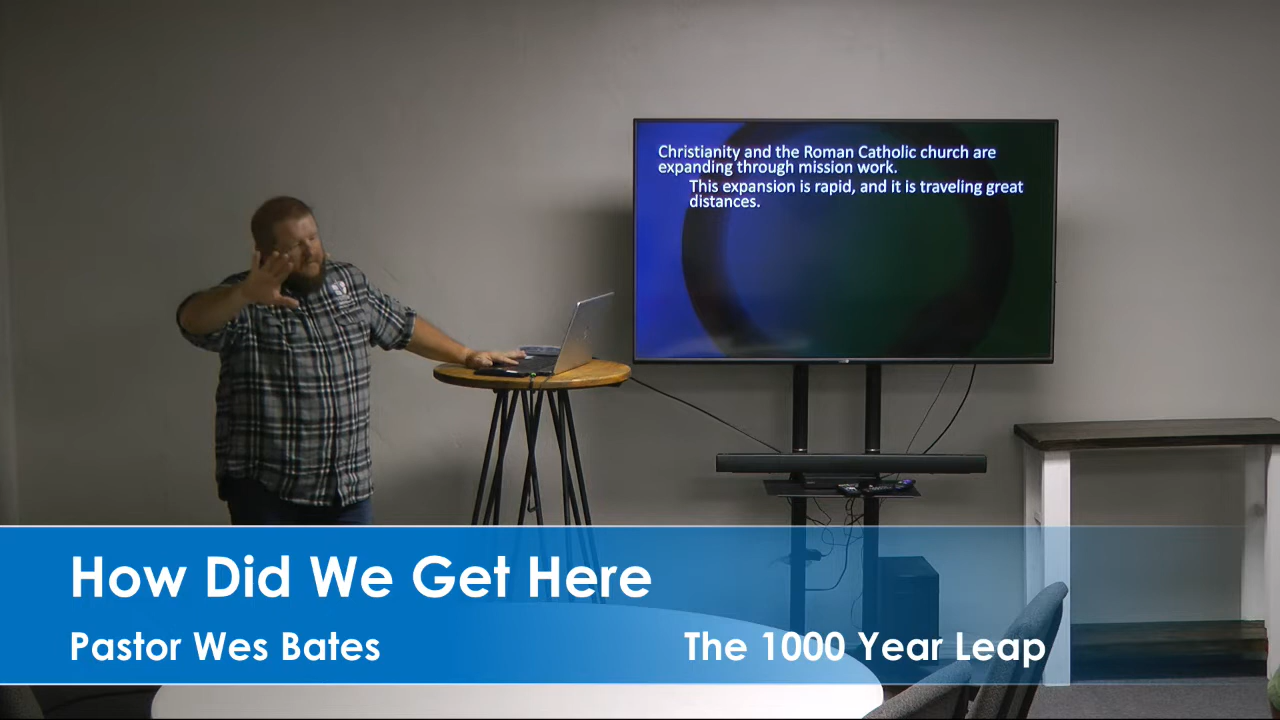 Christianity and the Roman Catholic church are
expanding through mission work.
This expansion is rapid, and it is traveling great
distances.
How Did We Get Here
Pastor Wes Bates
The 1000 Year Leap